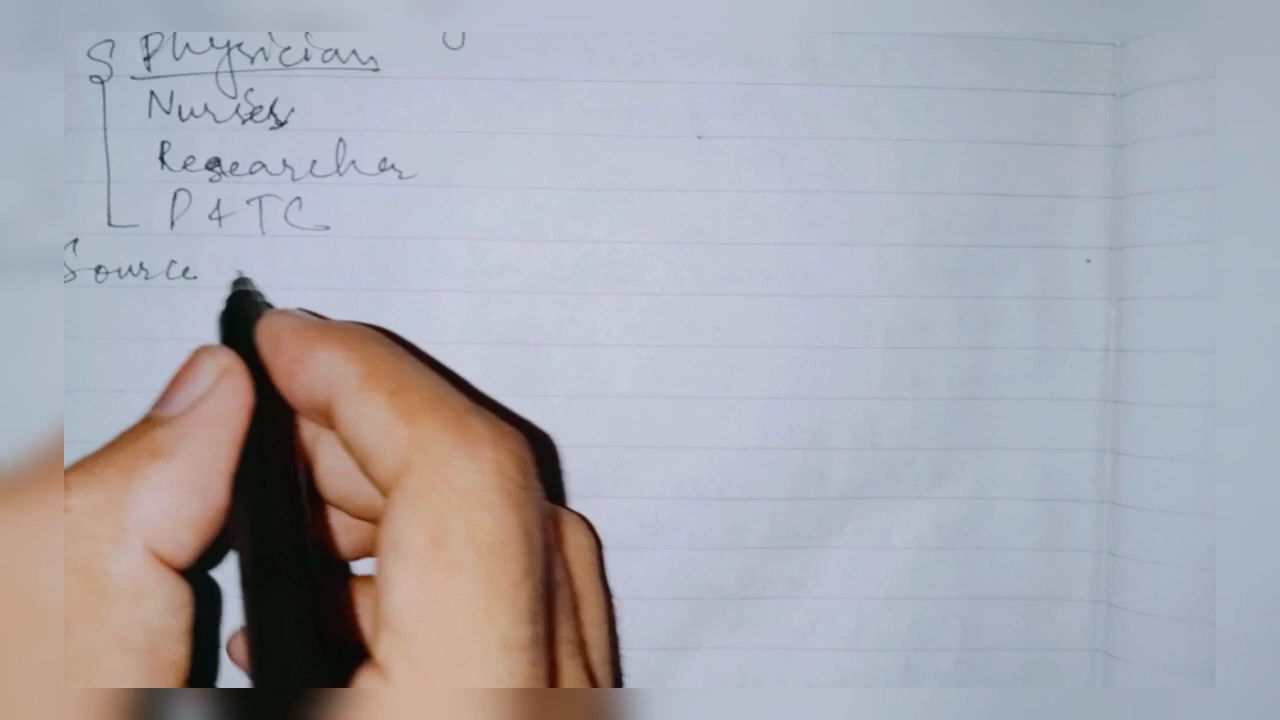 Physician
Nurses
Researcher
P & TC
Source